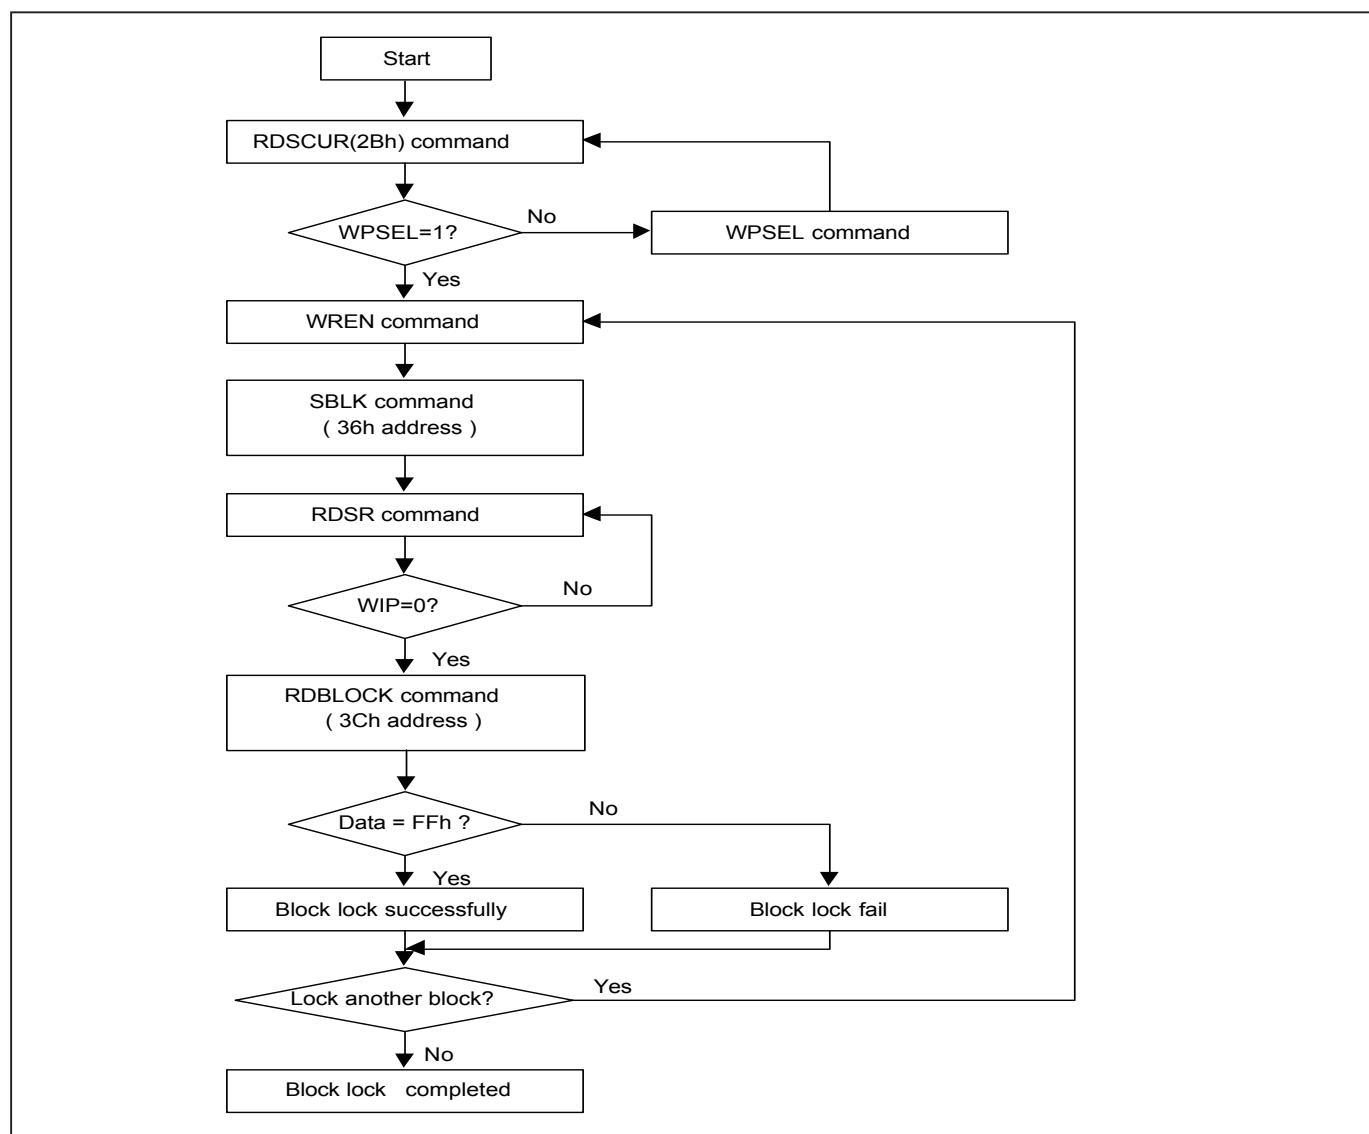 Start
RDSCUR(2Bh) command
WPSEL=1?
No
WPSEL command
Yes
WREN command
SBLK command
( 36h address )
RDSR command
WIP=0?
No
Yes
RDBLOCK command
( 3Ch address )
Data = FFh ?
No
Yes
Block lock successfully
Block lock fail
Lock another block?
Yes
No
Block lock completed